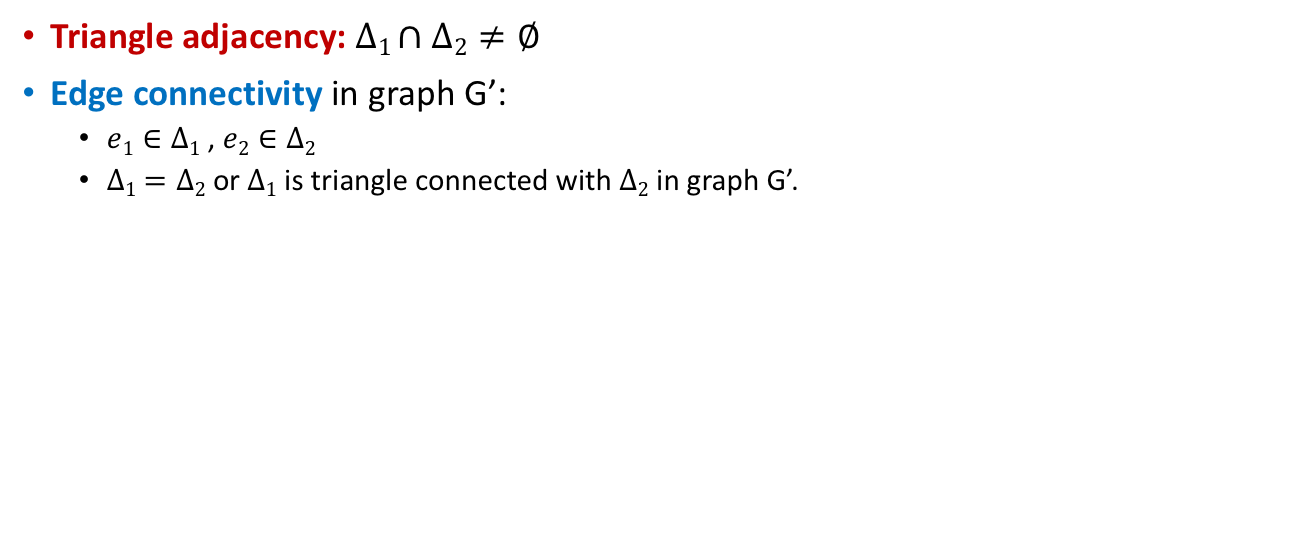 • Triangle adjacency: Δ₁ ∩ Δ₂ ≠ ∅
• Edge connectivity in graph G’:
• e₁ ∈ Δ₁ , e₂ ∈ Δ₂
• Δ₁ = Δ₂ or Δ₁ is triangle connected with Δ₂ in graph G’.